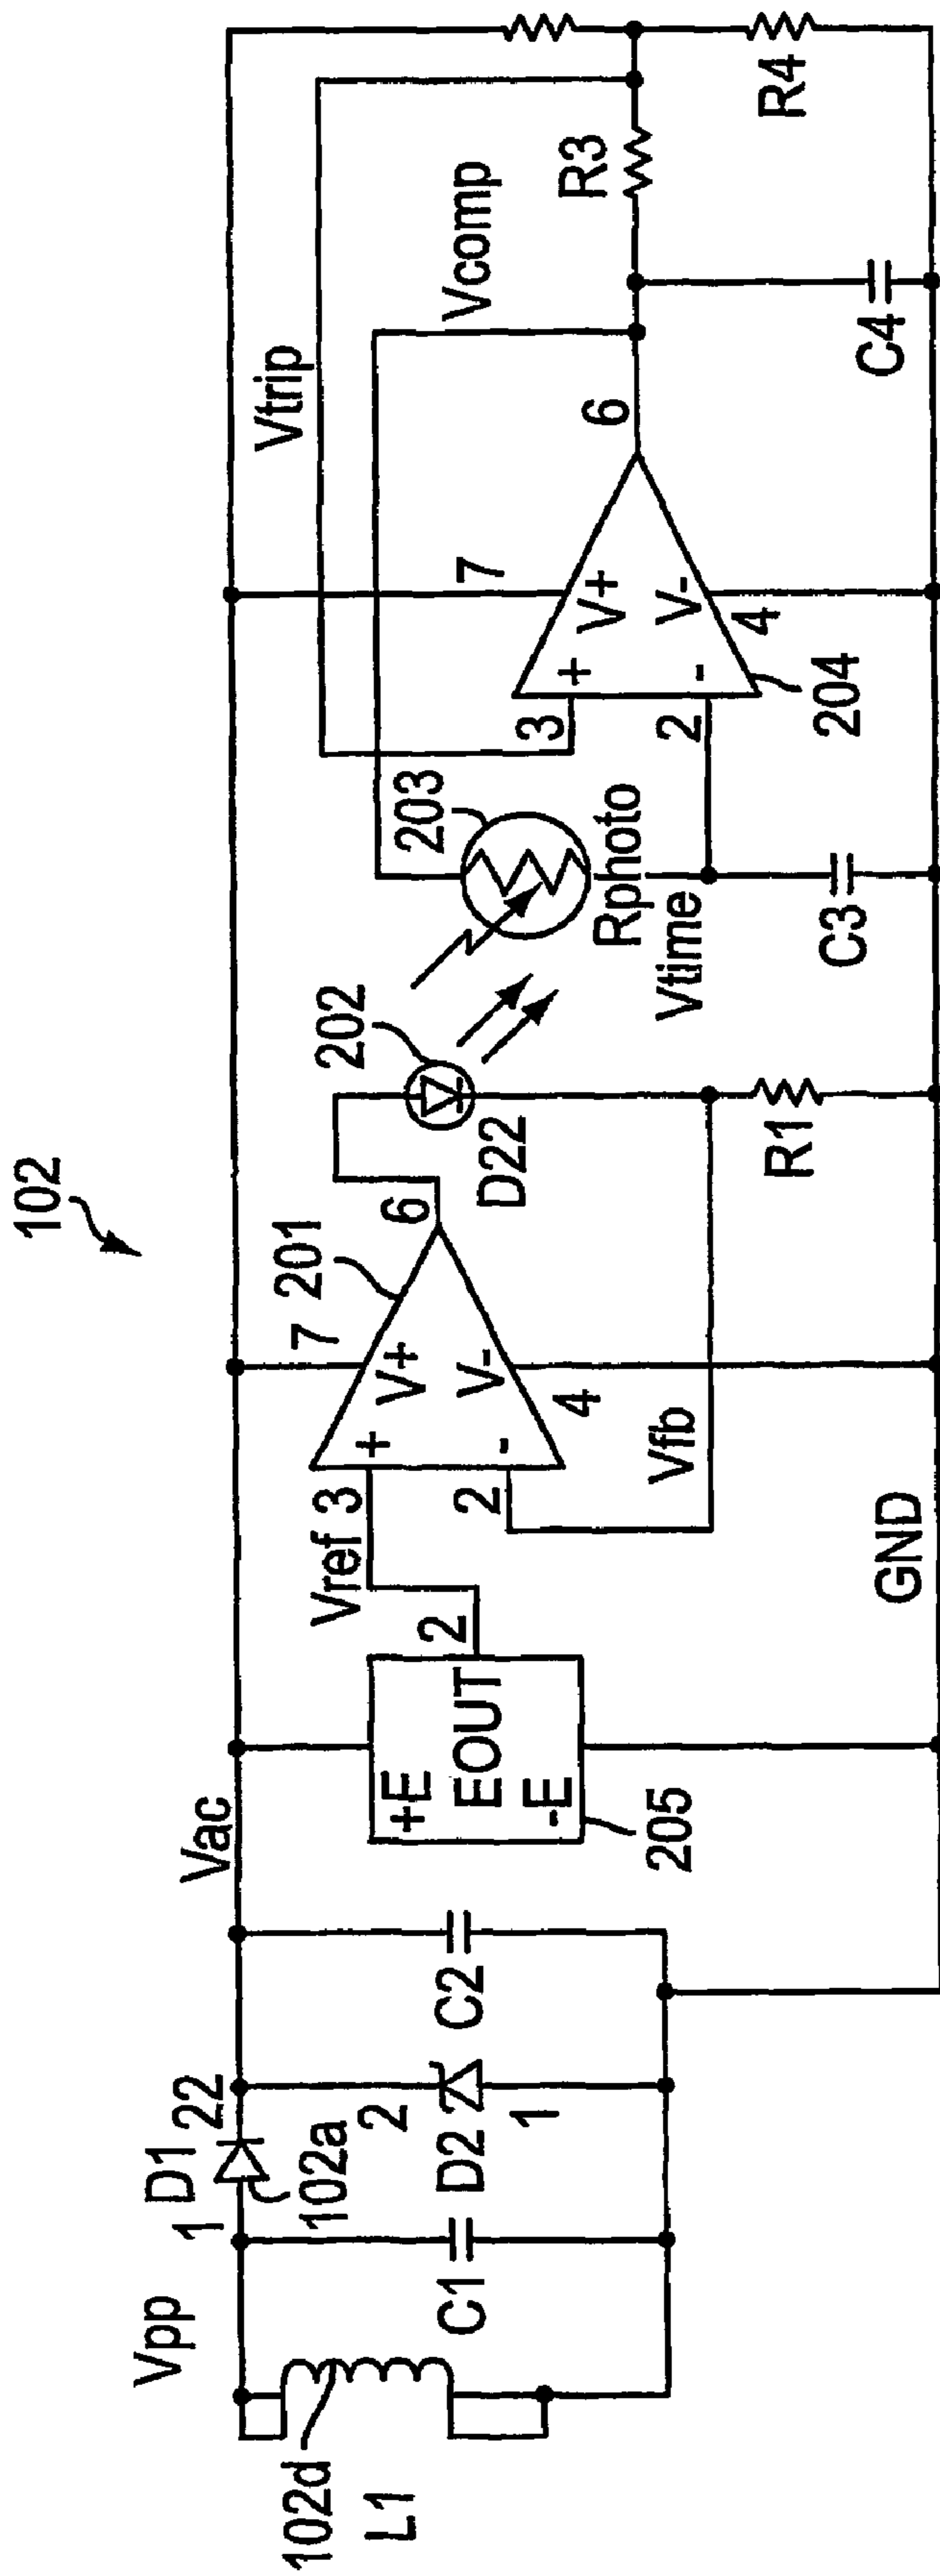 102
Vpp
1
D1
22
102a
102d
L1
C1
2
D2
1
C2
Vac
+E
EOUT
-E
205
2
Vref
3
2
+
-
V+
V-
7
201
4
6
Vfb
GND
202
D22
R1
203
Rphoto
Vtime
C3
3
2
+
-
V+
V-
7
4
204
6
Vtrip
Vcomp
C4
R3
R4